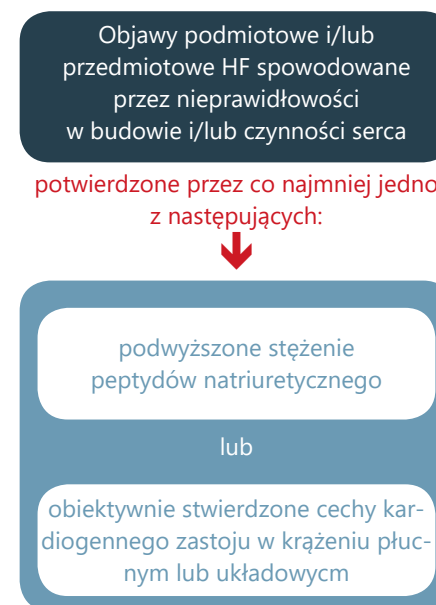 Objawy podmiotowe i/lub
przedmiotowe HF spowodowane
przez nieprawidłowości
w budowie i/lub czynności serca
potwierdzone przez co najmniej jedno
z następujących:
podwyższone stężenie
peptydów natriuretycznego
lub
obiektywnie stwierdzone cechy kar-
diogennego zastoju w krążeniu płuc-
nym lub układowycm